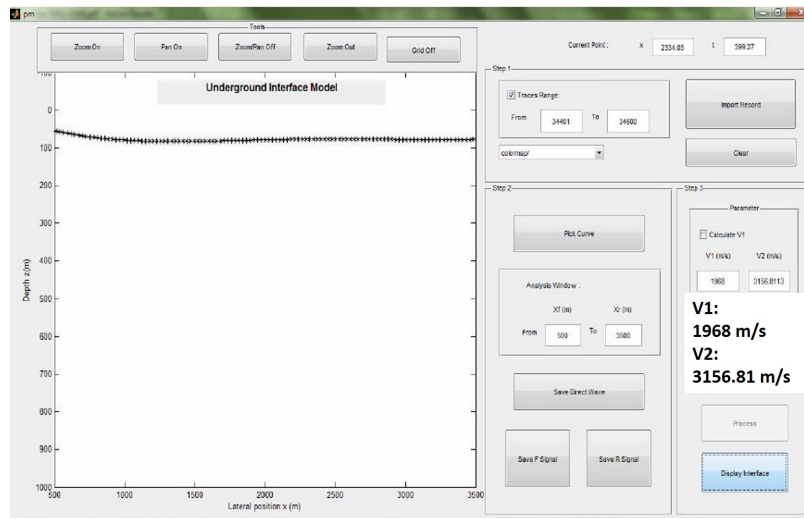 pm
Tools
Zoom On
Pan On
Zoom/Pan Off
Zoom Out
Grid Off
Current Point :
x
2334.03
t
399.27
Underground Interface Model
-100
0
100
200
300
400
500
600
700
800
900
1000
Depth z(m)
500
1000
1500
2000
2500
3000
3500
Lateral position x (m)
Step 1
Traces Range:
From
34401
To
34600
colormap/
Import Record
Clear
Step 2
Pick Curve
Analysis Window :
Xf (m)
Xr (m)
From
500
To
3500
Save Direct Wave
Save F Signal
Save R Signal
Step 3
Parameter
Calculate V1
V1 (m/s)
V2 (m/s)
1968
3156.8113
V1:
1968 m/s
V2:
3156.81 m/s
Process
Display Interface